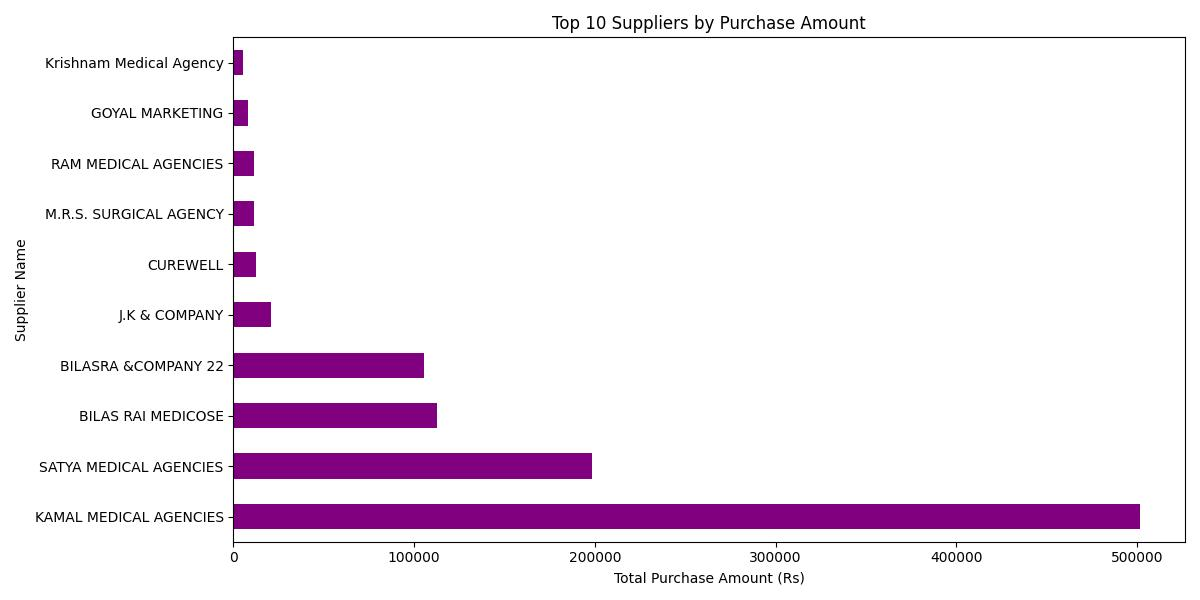 Top 10 Suppliers by Purchase Amount
Supplier Name
Krishnam Medical Agency
GOYAL MARKETING
RAM MEDICAL AGENCIES
M.R.S. SURGICAL AGENCY
CUREWELL
J.K & COMPANY
BILASRA &COMPANY 22
BILAS RAI MEDICOSE
SATYA MEDICAL AGENCIES
KAMAL MEDICAL AGENCIES
0 100000 200000 300000 400000 500000
Total Purchase Amount (Rs)